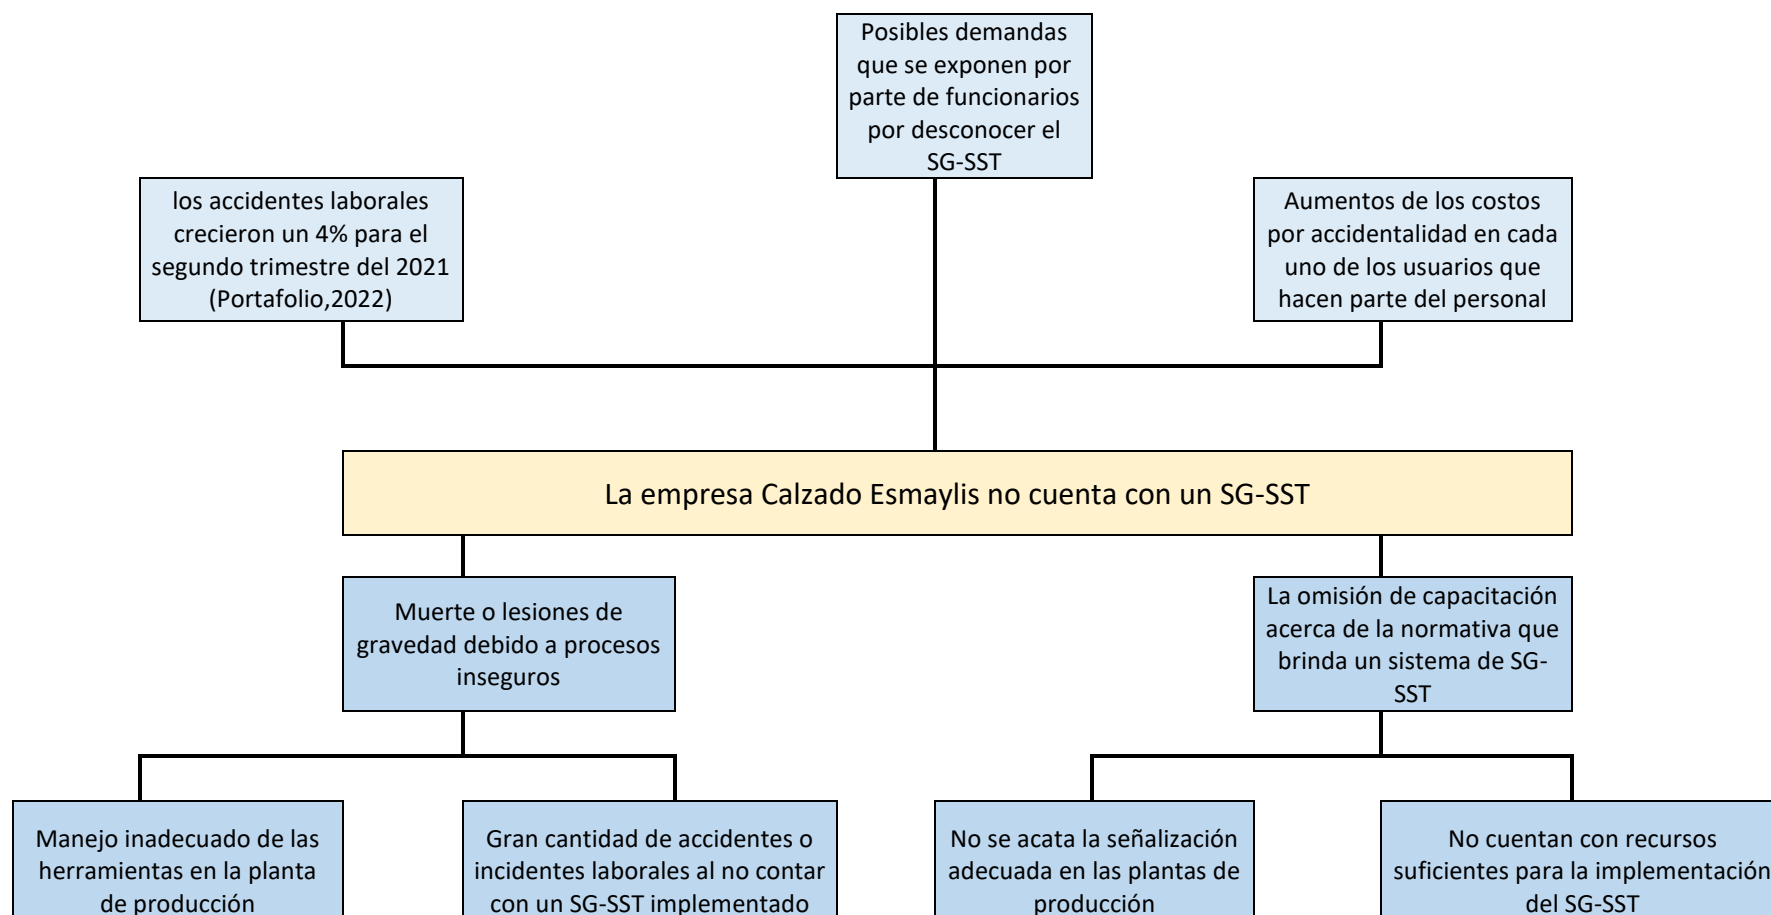 Posibles demandas
que se exponen por
parte de funcionarios
por desconocer el
SG-SST
los accidentes laborales
crecieron un 4% para el
segundo trimestre del 2021
(Portafolio,2022)
Aumentos de los costos
por accidentalidad en cada
uno de los usuarios que
hacen parte del personal
La empresa Calzado Esmaylis no cuenta con un SG-SST
Muerte o lesiones de
gravedad debido a procesos
inseguros
La omisión de capacitación
acerca de la normativa que
brinda un sistema de SG-
SST
Manejo inadecuado de las
herramientas en la planta
de producción
Gran cantidad de accidentes o
incidentes laborales al no contar
con un SG-SST implementado
No se acata la señalización
adecuada en las plantas de
producción
No cuentan con recursos
suficientes para la implementación
del SG-SST